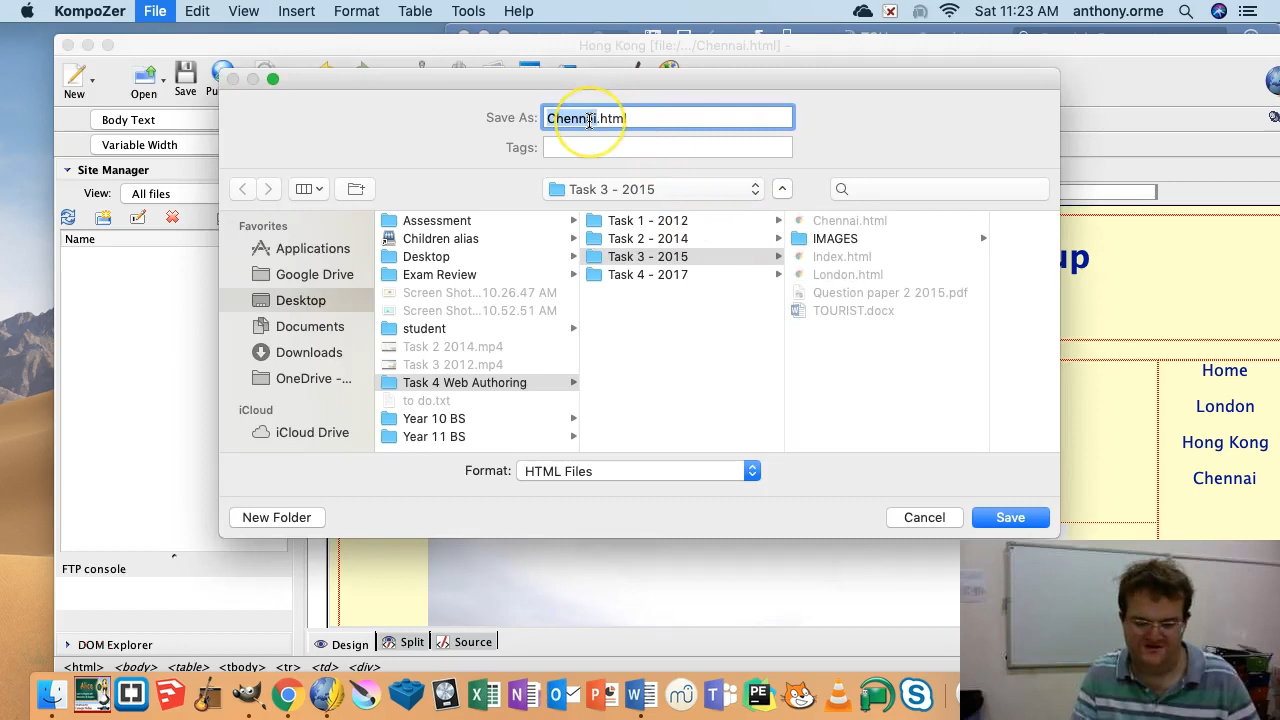 KompoZer File Edit View Insert Format Table Tools Help Sat 11:23 AM anthony.orme
Hong Kong [file:/.../Chennai.html] -
New Open Save
Body Text
Variable Width
Site Manager
View: All files
Name
FTP console
DOM Explorer
Save As: Chennai.html
Tags:
Task 3 - 2015
Favorites
Applications
Google Drive
Desktop
Documents
Downloads
OneDrive -...
iCloud
iCloud Drive
Assessment
Children alias
Desktop
Exam Review
Screen Shot...10.26.47 AM
Screen Shot...10.52.51 AM
student
Task 2 2014.mp4
Task 3 2012.mp4
Task 4 Web Authoring
to do.txt
Year 10 BS
Year 11 BS
Task 1 - 2012
Task 2 - 2014
Task 3 - 2015
Task 4 - 2017
Chennai.html
IMAGES
Index.html
London.html
Question paper 2 2015.pdf
TOURIST.docx
Format: HTML Files
New Folder Cancel Save
up
Home
London
Hong Kong
Chennai
Design Split Source
<html> <body> <table> <tbody> <tr> <td> <div>